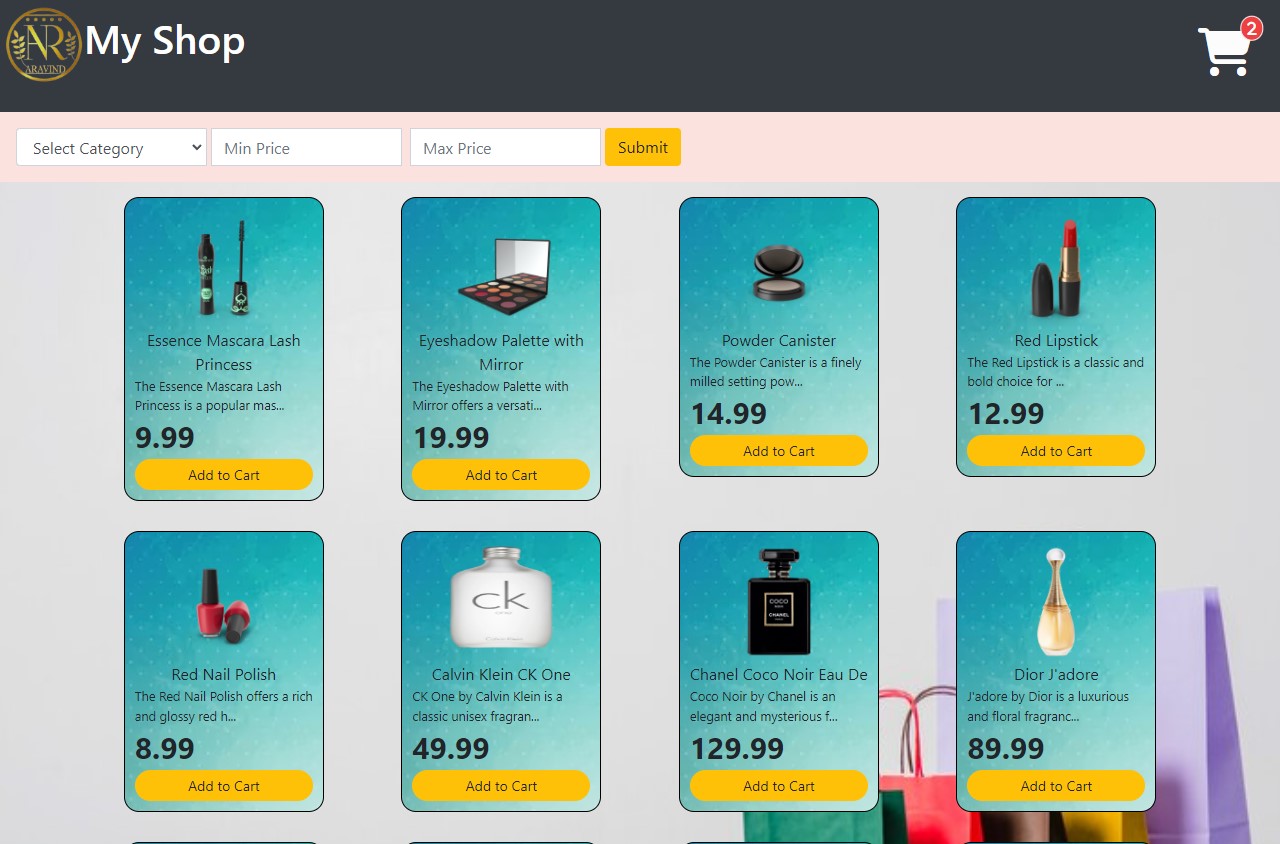 AR
ARAVIND
My Shop
2
Select Category
Min Price
Max Price
Submit
Essence Mascara Lash
Princess
The Essence Mascara Lash
Princess is a popular mas...
9.99
Add to Cart
Eyeshadow Palette with
Mirror
The Eyeshadow Palette with
Mirror offers a versati...
19.99
Add to Cart
Powder Canister
The Powder Canister is a finely
milled setting pow...
14.99
Add to Cart
Red Lipstick
The Red Lipstick is a classic and
bold choice for ...
12.99
Add to Cart
Red Nail Polish
The Red Nail Polish offers a rich
and glossy red h...
8.99
Add to Cart
ck
Calvin Klein CK One
CK One by Calvin Klein is a
classic unisex fragran...
49.99
Add to Cart
COCO
CHANEL
Chanel Coco Noir Eau De
Coco Noir by Chanel is an
elegant and mysterious f...
129.99
Add to Cart
Dior J'adore
J'adore by Dior is a luxurious
and floral fragranc...
89.99
Add to Cart